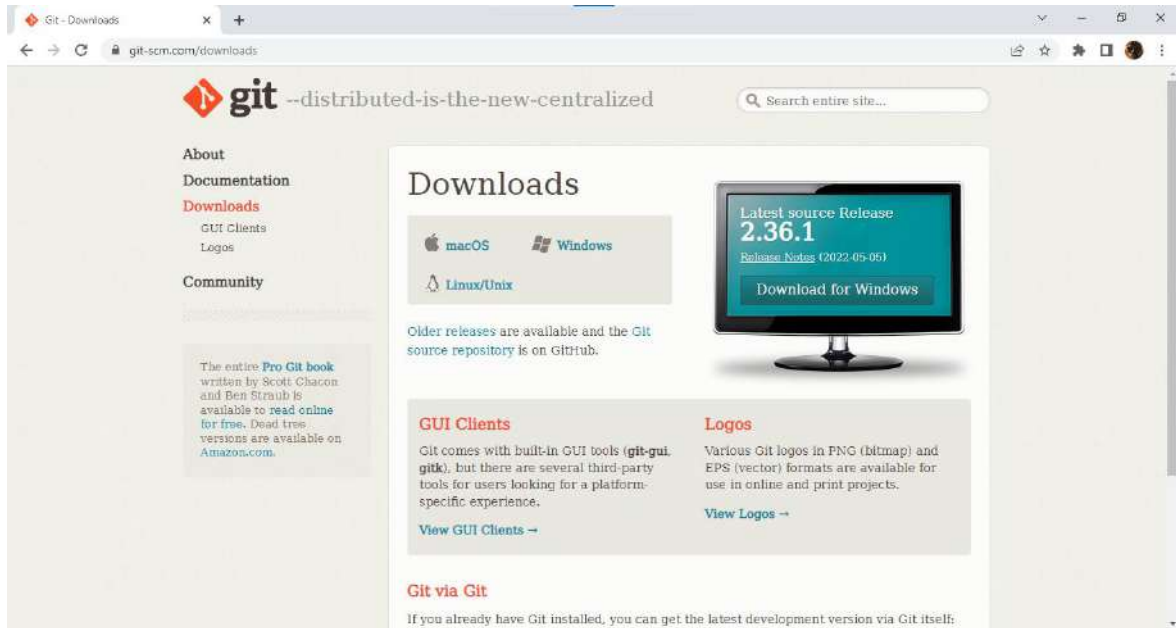 Git - Downloads
git-scm.com/downloads
git --distributed-is-the-new-centralized
Search entire site...
About
Documentation
Downloads
GUI Clients
Logos
Community
The entire Pro Git book
written by Scott Chacon
and Ben Straub is
available to read online
for free. Dead tree
versions are available on
Amazon.com.
Downloads
macOS
Windows
Linux/Unix
Older releases are available and the Git
source repository is on GitHub.
Latest source Release
2.36.1
Release Notes (2022-05-05)
Download for Windows
GUI Clients
Git comes with built-in GUI tools (git-gui,
gitk), but there are several third-party
tools for users looking for a platform-
specific experience.
View GUI Clients →
Logos
Various Git logos in PNG (bitmap) and
EPS (vector) formats are available for
use in online and print projects.
View Logos →
Git via Git
If you already have Git installed, you can get the latest development version via Git itself: